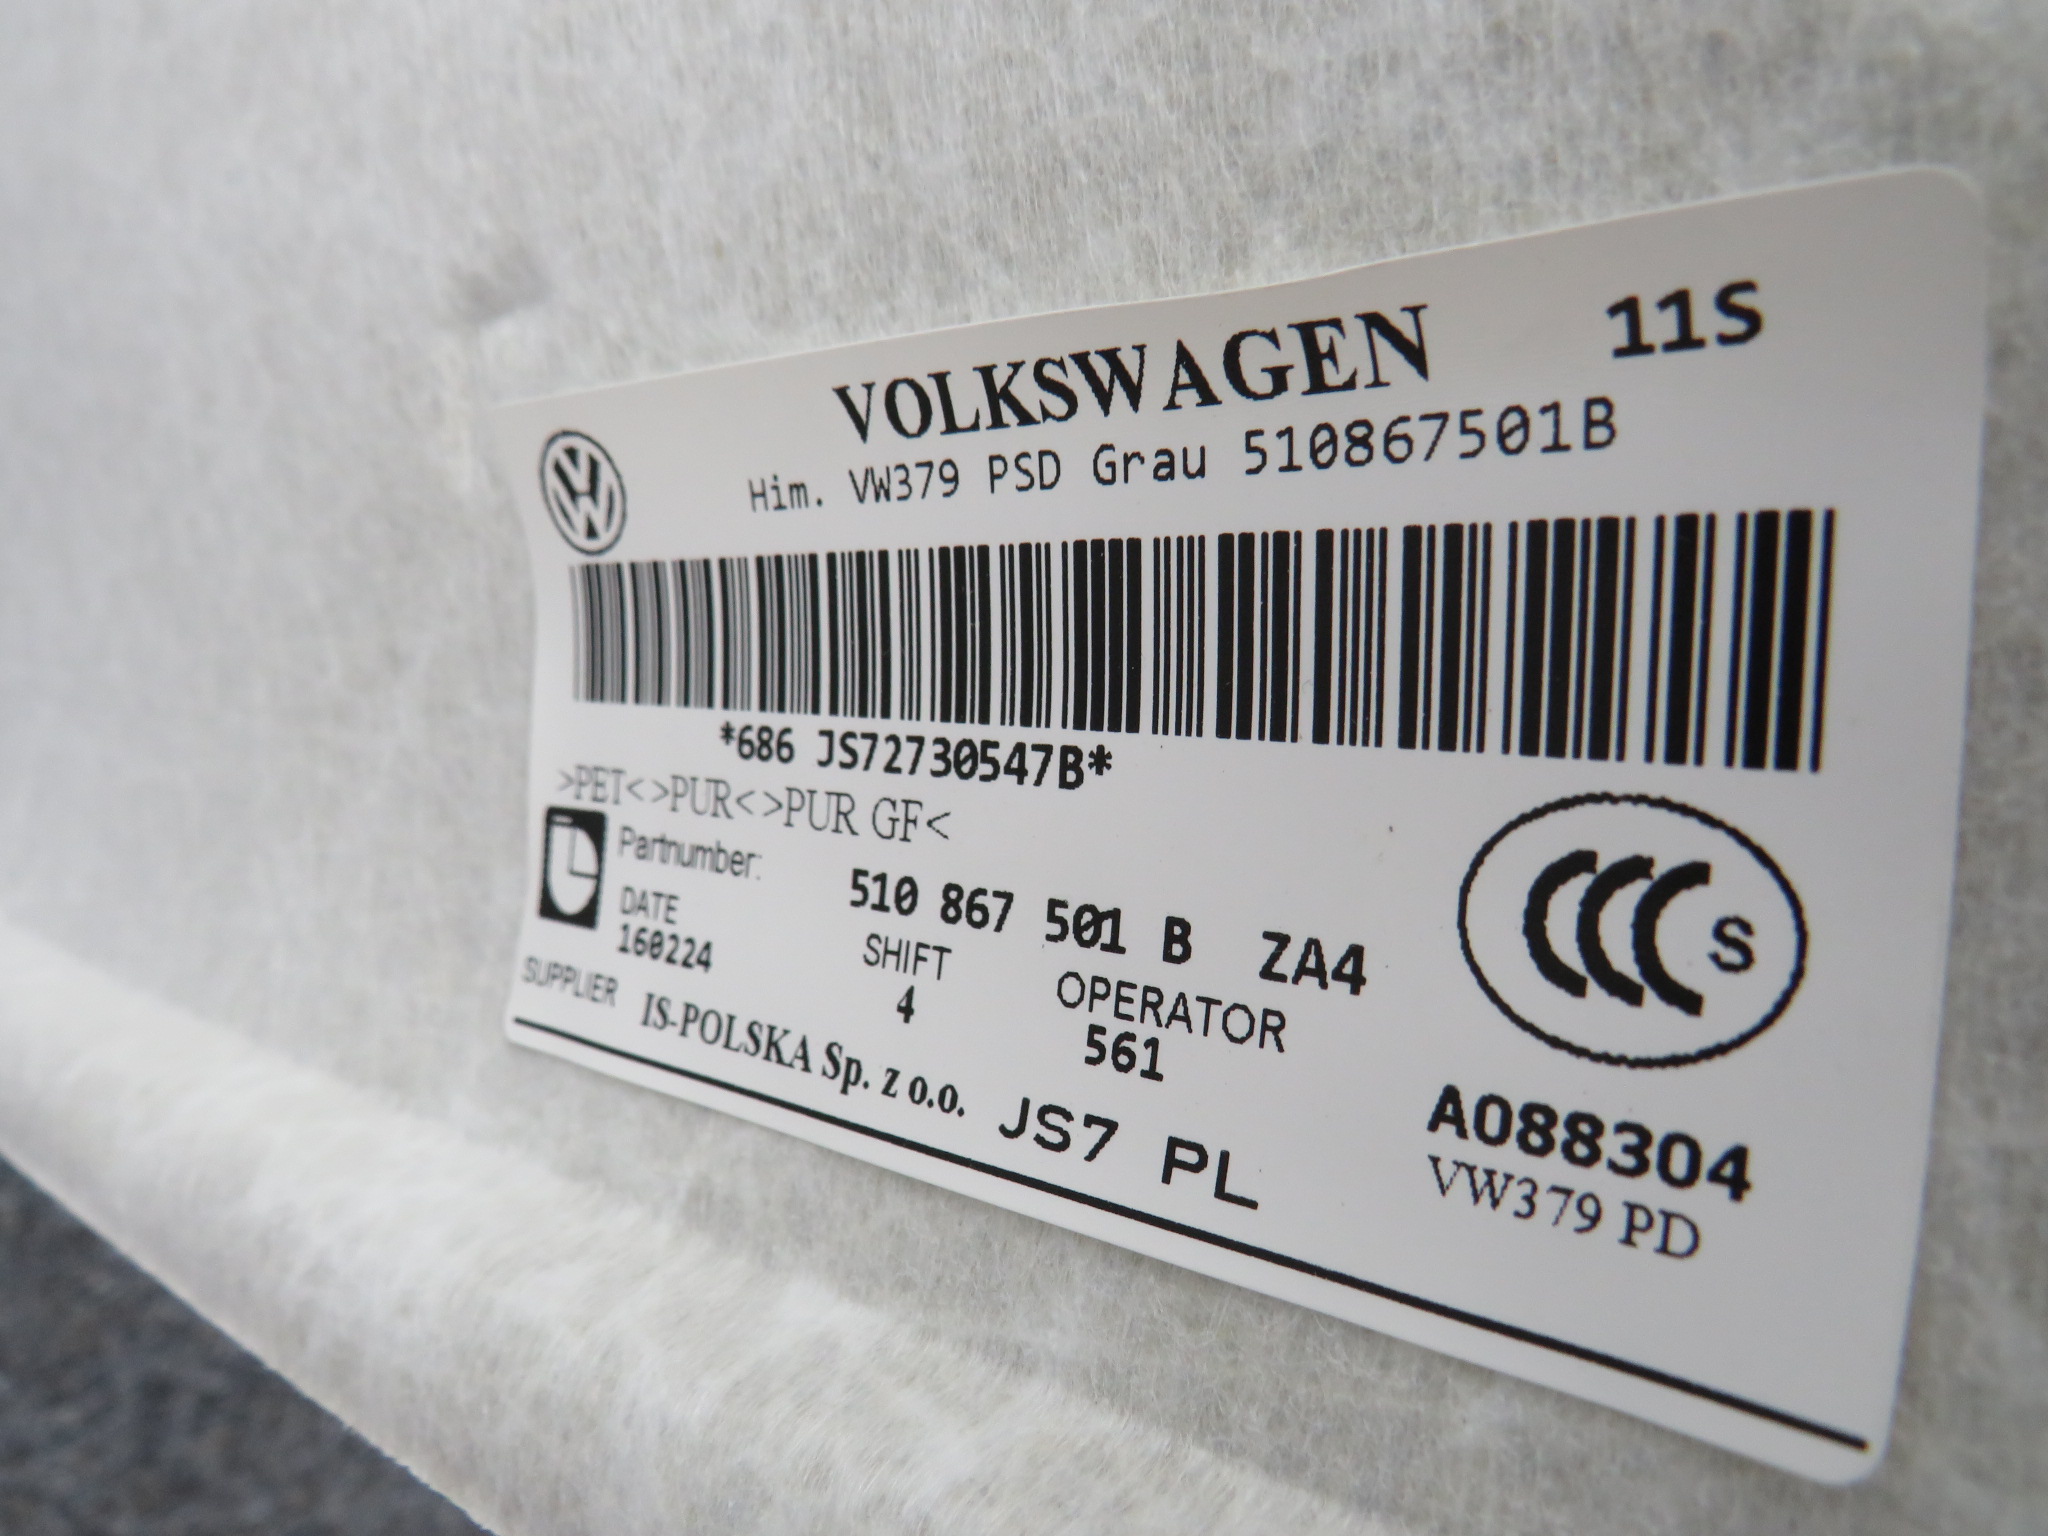 VOLKSWAGEN 11S
Him. VW379 PSD Grau 510867501B
*686 JS72730547B*
>PET<>PUR<>PUR GF<
Partnumber: 510 867 501 B ZA4
DATE SHIFT OPERATOR
160224 4 561
SUPPLIER IS-POLSKA Sp. z o.o. JS7 PL
CCC S
A088304
VW379 PD